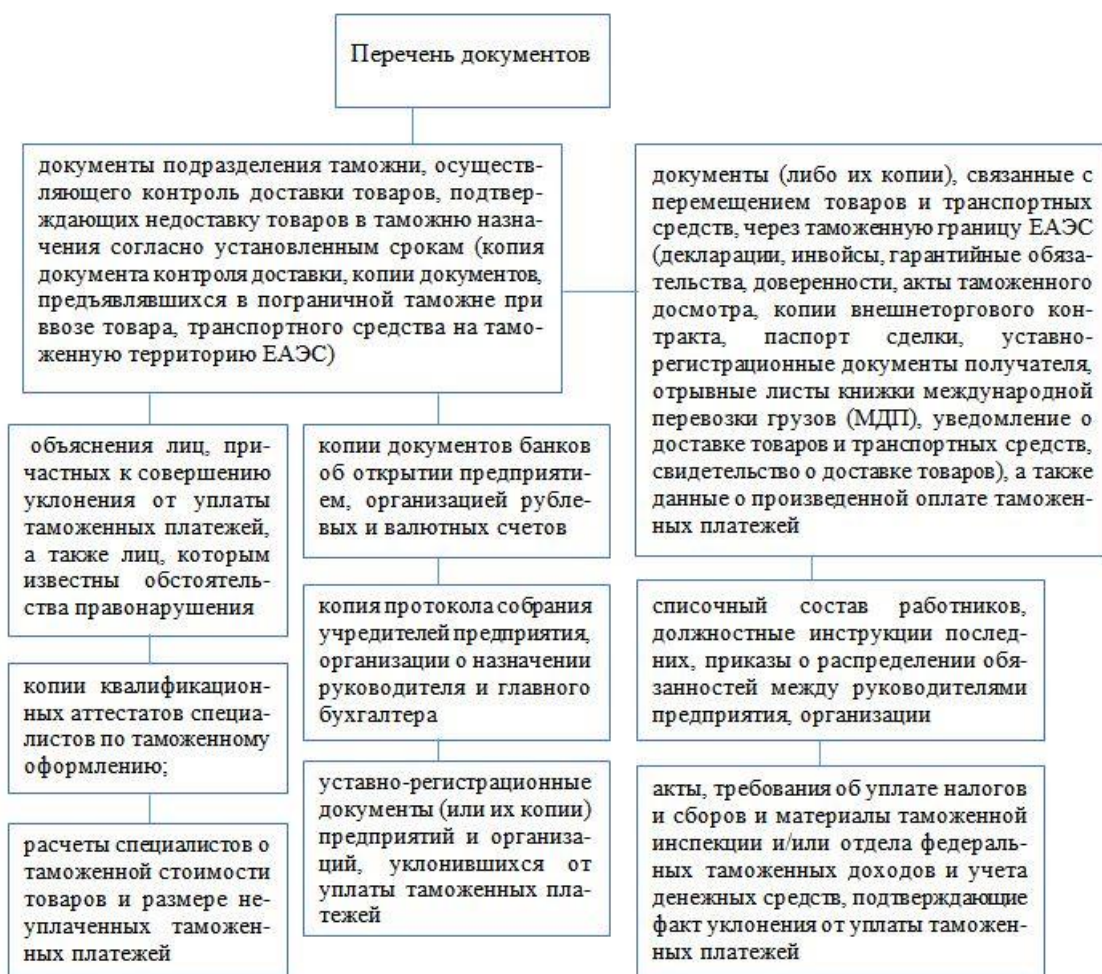 Перечень документов
документы подразделения таможни, осуществ-
ляющего контроль доставки товаров, подтвер-
ждающих недоставку товаров в таможню назна-
чения согласно установленным срокам (копия
документа контроля доставки, копии документов,
предъявлявшихся в пограничной таможне при
ввозе товара, транспортного средства на тамо-
женную территорию ЕАЭС)
документы (либо их копии), связанные с
перемещением товаров и транспортных
средств, через таможенную границу ЕАЭС
(декларации, инвойсы, гарантийные обяза-
тельства, доверенности, акты таможенного
досмотра, копии внешнеторгового кон-
тракта, паспорт сделки, уставно-
регистрационные документы получателя,
отрывные листы книжки международной
перевозки грузов (МДП), уведомление о
доставке товаров и транспортных средств,
свидетельство о доставке товаров), а также
данные о произведенной оплате таможен-
ных платежей
объяснения лиц, при-
частных к совершению
уклонения от уплаты
таможенных платежей,
а также лиц, которым
известны обстоятель-
ства правонарушения
копии документов банков
об открытии предприяти-
ем, организацией рубле-
вых и валютных счетов
копия протокола собрания
учредителей предприятия,
организации о назначении
руководителя и главного
бухгалтера
списочный состав работников,
должностные инструкции послед-
них, приказы о распределении обя-
занностей между руководителями
предприятия, организации
копии квалификацион-
ных аттестатов специа-
листов по таможенному
оформлению;
уставно-регистрационные
документы (или их копии)
предприятий и организа-
ций, уклонившихся от
уплаты таможенных пла-
тежей
акты, требования об уплате налогов
и сборов и материалы таможенной
инспекции и/или отдела федераль-
ных таможенных доходов и учета
денежных средств, подтверждающие
факт уклонения от уплаты таможен-
ных платежей
расчеты специалистов о
таможенной стоимости
товаров и размере не-
уплаченных таможен-
ных платежей